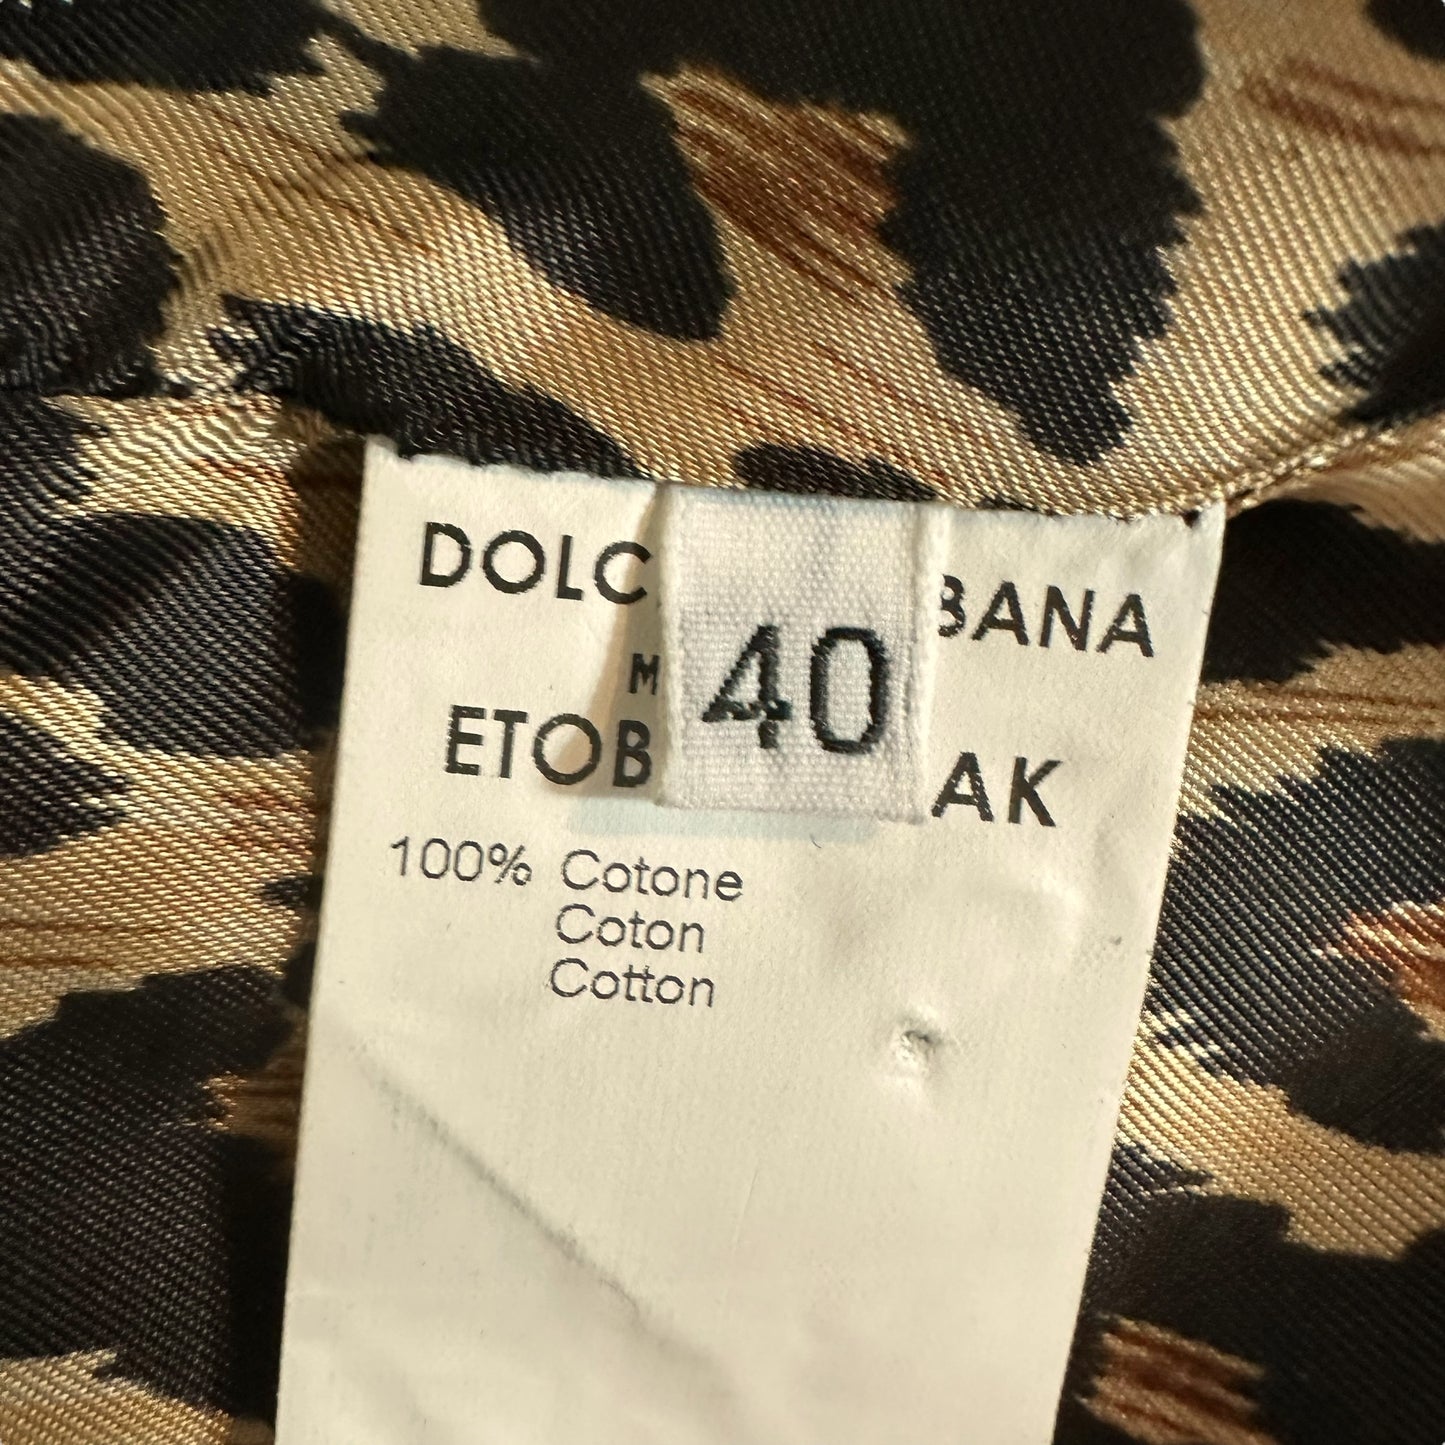 DOLC BANA
M
40
ETOB AK
100% Cotone
Coton
Cotton